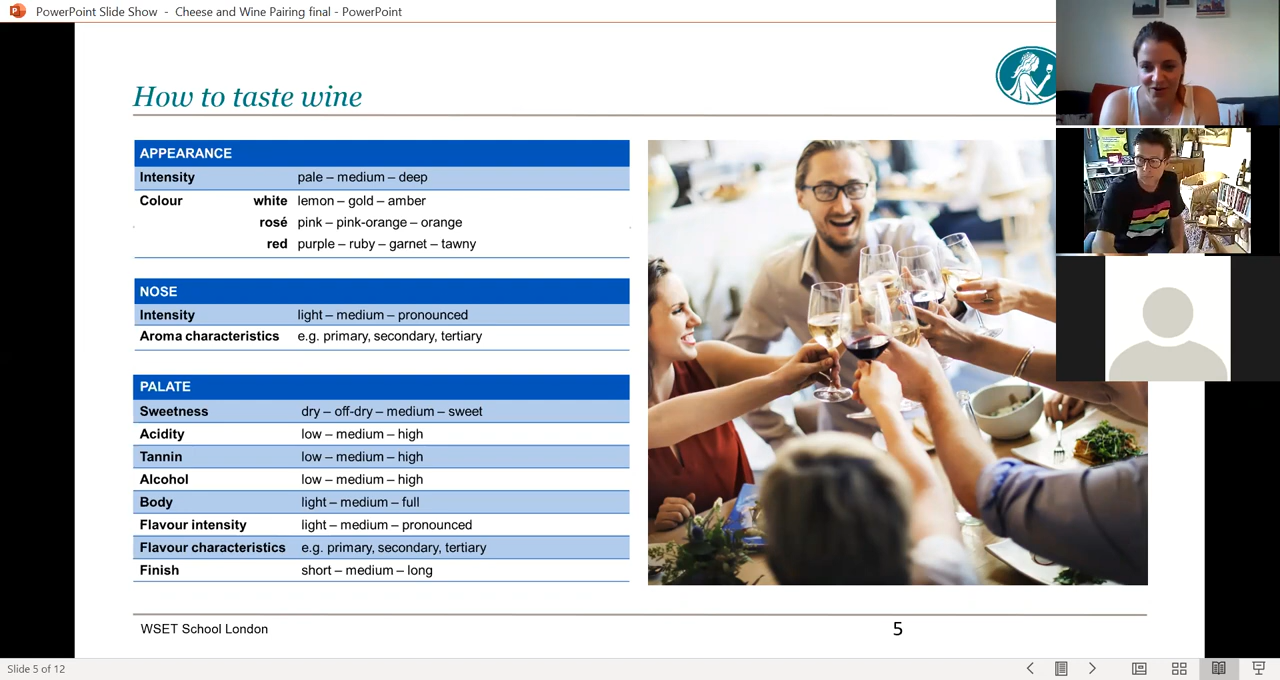 PowerPoint Slide Show - Cheese and Wine Pairing final - PowerPoint
How to taste wine
APPEARANCE
Intensity pale – medium – deep
Colour white lemon – gold – amber
rosé pink – pink-orange – orange
red purple – ruby – garnet – tawny
NOSE
Intensity light – medium – pronounced
Aroma characteristics e.g. primary, secondary, tertiary
PALATE
Sweetness dry – off-dry – medium – sweet
Acidity low – medium – high
Tannin low – medium – high
Alcohol low – medium – high
Body light – medium – full
Flavour intensity light – medium – pronounced
Flavour characteristics e.g. primary, secondary, tertiary
Finish short – medium – long
WSET School London 5
Slide 5 of 12